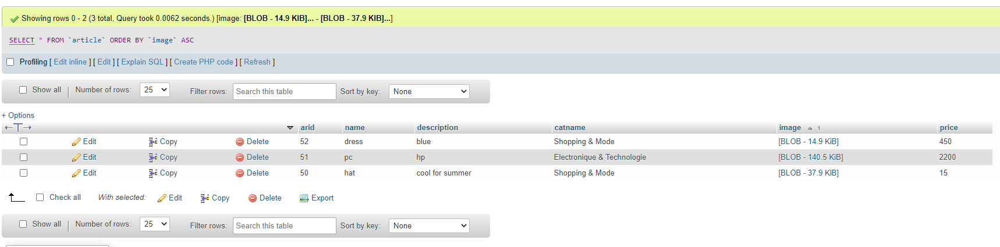 Showing rows 0 - 2 (3 total, Query took 0.0062 seconds.) [image: [BLOB - 14.9 KIB]... - [BLOB - 37.9 KIB]...]
SELECT * FROM `article` ORDER BY `image` ASC
Profiling [ Edit inline ] [ Edit ] [ Explain SQL ] [ Create PHP code ] [ Refresh ]
Show all Number of rows: 25 Filter rows: Search this table Sort by key: None
+ Options
←T→ arid name description catname image 1 price
Edit Copy Delete 52 dress blue Shopping & Mode [BLOB - 14.9 KiB] 450
Edit Copy Delete 51 pc hp Electronique & Technologie [BLOB - 140.5 KiB] 2200
Edit Copy Delete 50 hat cool for summer Shopping & Mode [BLOB - 37.9 KiB] 15
Check all With selected: Edit Copy Delete Export
Show all Number of rows: 25 Filter rows: Search this table Sort by key: None